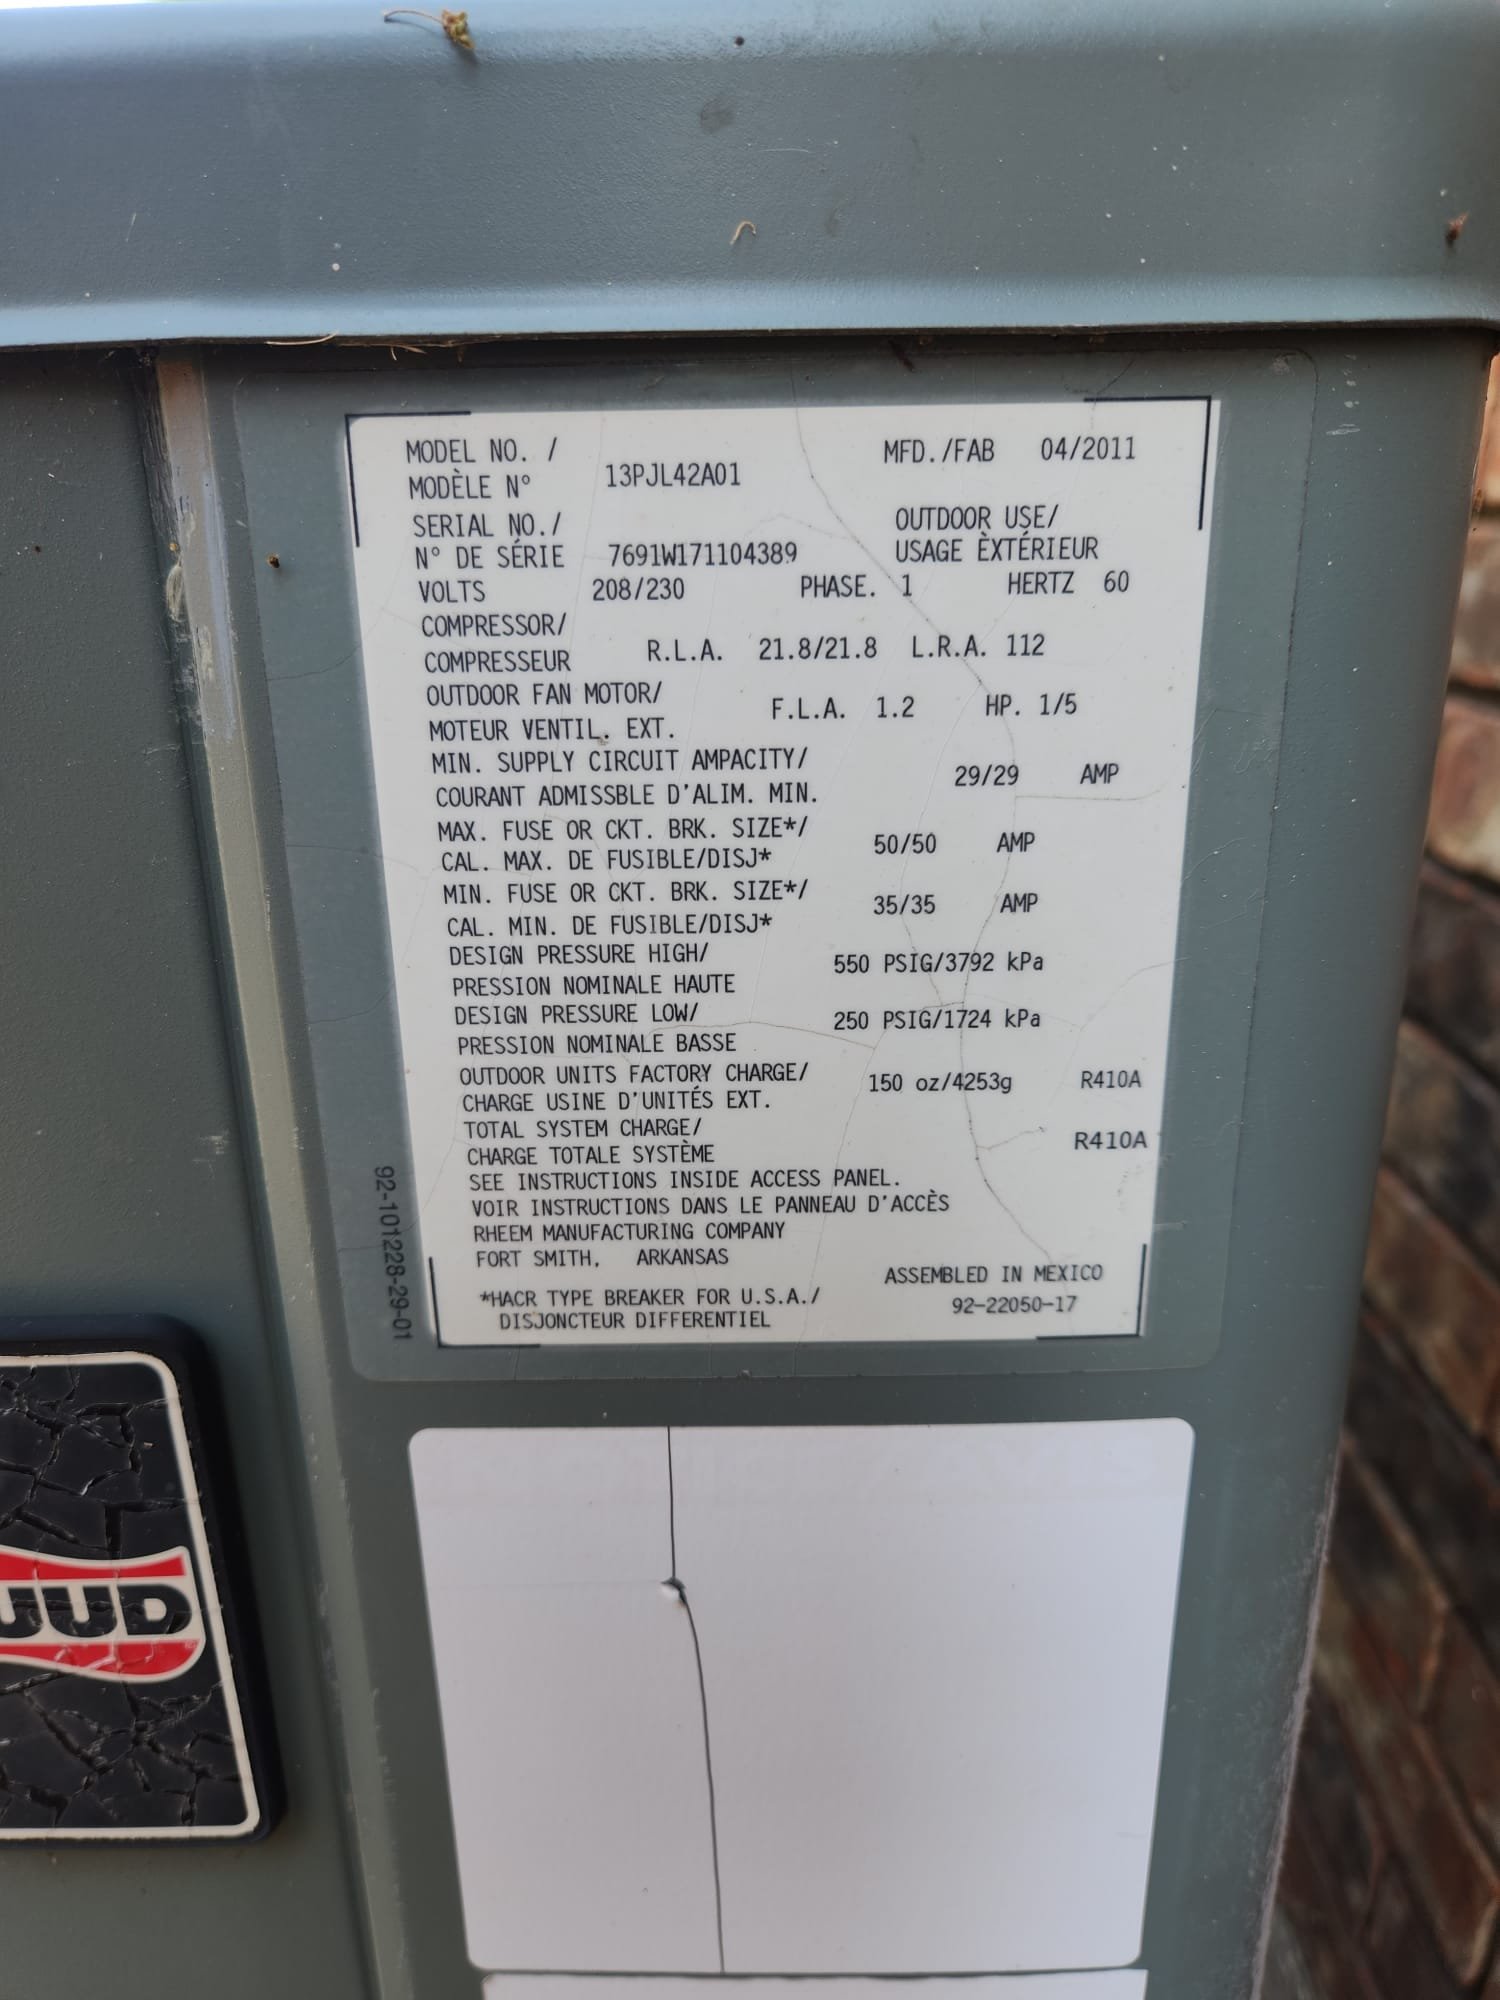 MODEL NO. / MFD./FAB 04/2011
MODÈLE N° 13PJL42A01
SERIAL NO./ OUTDOOR USE/
N° DE SÉRIE 7691W171104389 USAGE ÈXTÉRIEUR
VOLTS 208/230 PHASE. 1 HERTZ 60
COMPRESSOR/
COMPRESSEUR R.L.A. 21.8/21.8 L.R.A. 112
OUTDOOR FAN MOTOR/
MOTEUR VENTIL. EXT. F.L.A. 1.2 HP. 1/5
MIN. SUPPLY CIRCUIT AMPACITY/
COURANT ADMISSBLE D'ALIM. MIN. 29/29 AMP
MAX. FUSE OR CKT. BRK. SIZE*/
CAL. MAX. DE FUSIBLE/DISJ* 50/50 AMP
MIN. FUSE OR CKT. BRK. SIZE*/
CAL. MIN. DE FUSIBLE/DISJ* 35/35 AMP
DESIGN PRESSURE HIGH/
PRESSION NOMINALE HAUTE 550 PSIG/3792 kPa
DESIGN PRESSURE LOW/
PRESSION NOMINALE BASSE 250 PSIG/1724 kPa
OUTDOOR UNITS FACTORY CHARGE/
CHARGE USINE D'UNITÉS EXT. 150 oz/4253g R410A
TOTAL SYSTEM CHARGE/
CHARGE TOTALE SYSTÈME R410A
SEE INSTRUCTIONS INSIDE ACCESS PANEL.
VOIR INSTRUCTIONS DANS LE PANNEAU D'ACCÈS
RHEEM MANUFACTURING COMPANY
FORT SMITH, ARKANSAS
ASSEMBLED IN MEXICO
*HACR TYPE BREAKER FOR U.S.A./ 92-22050-17
DISJONCTEUR DIFFERENTIEL
92-101228-29-01